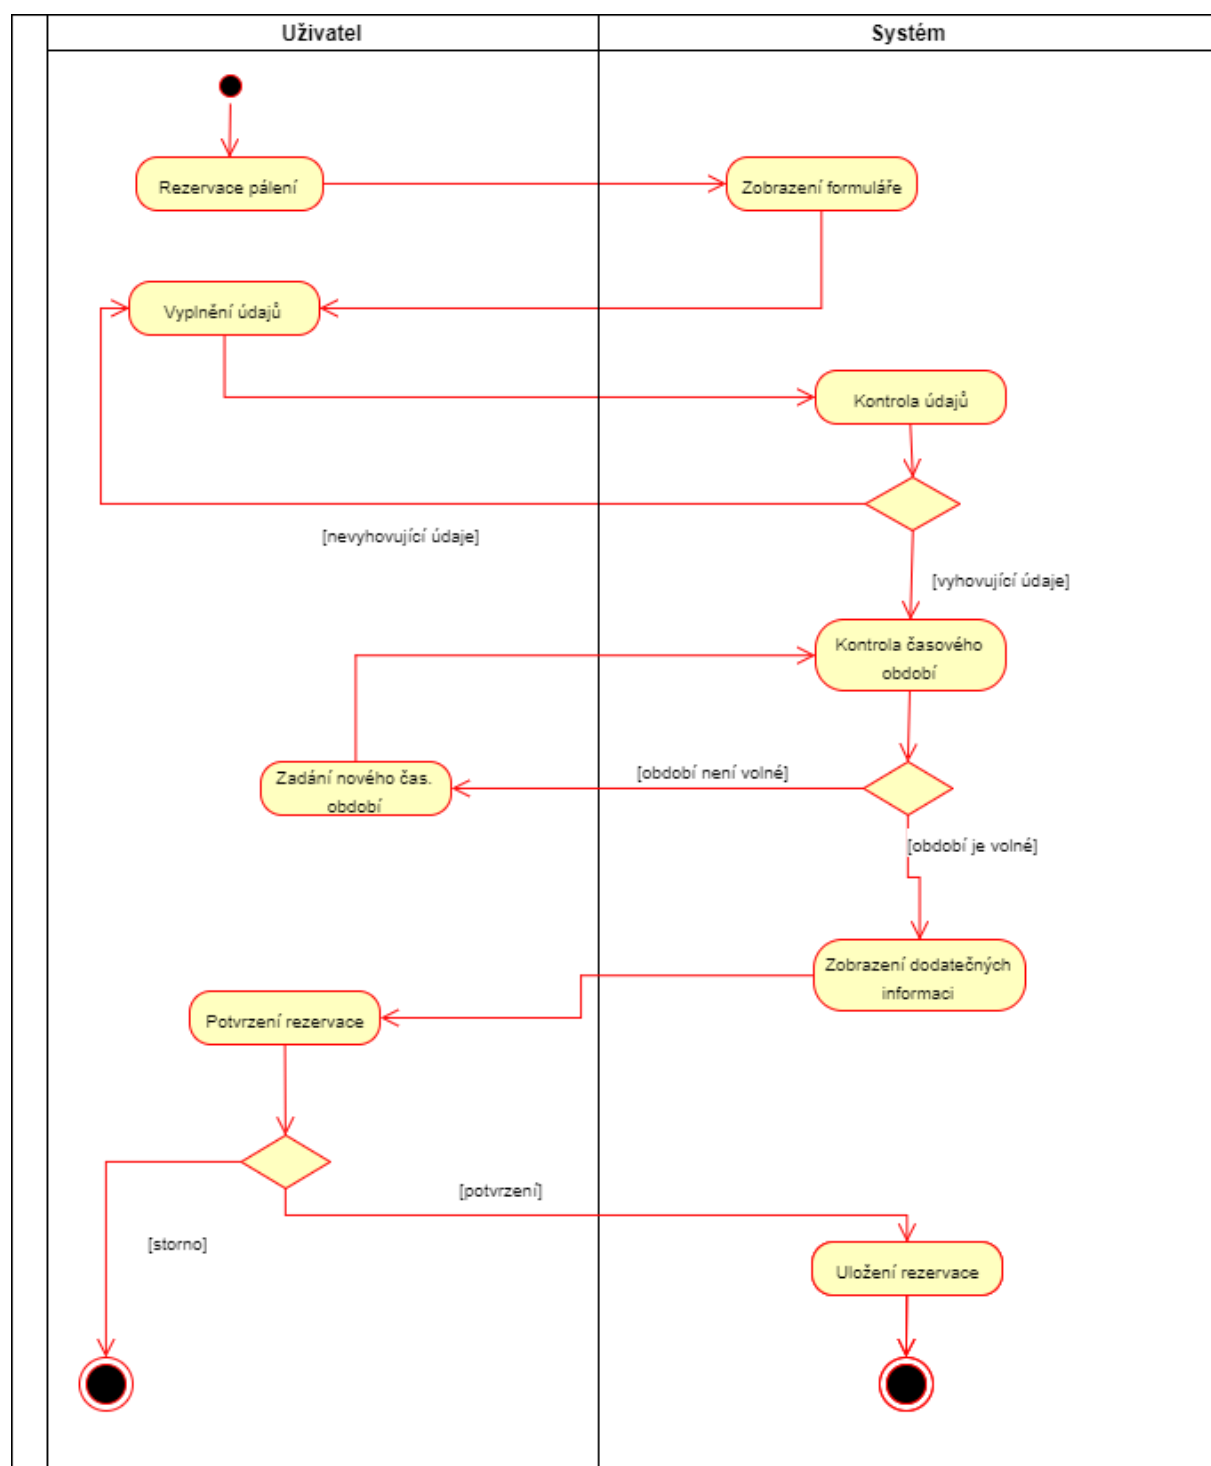 Uživatel
Systém
Rezervace pálení
Zobrazení formuláře
Vyplnění údajů
Kontrola údajů
[nevyhovující údaje]
[vyhovující údaje]
Kontrola časového
období
Zadání nového čas.
období
[období není volné]
[období je volné]
Zobrazení dodatečných
informaci
Potvrzení rezervace
[potvrzení]
[storno]
Uložení rezervace